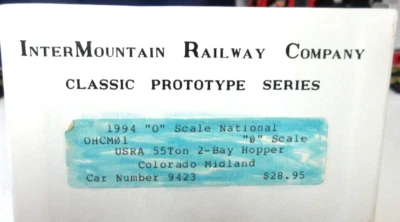 InterMountain Railway Company
CLASSIC PROTOTYPE SERIES
1994 "O" Scale National
OHCM01 "0" Scale
USRA 55Ton 2-Bay Hopper
Colorado Midland
Car Number 9423 $28.95